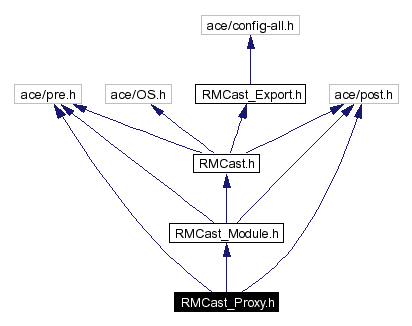 ace/config-all.h
ace/pre.h
ace/OS.h
RMCast_Export.h
ace/post.h
RMCast.h
RMCast_Module.h
RMCast_Proxy.h